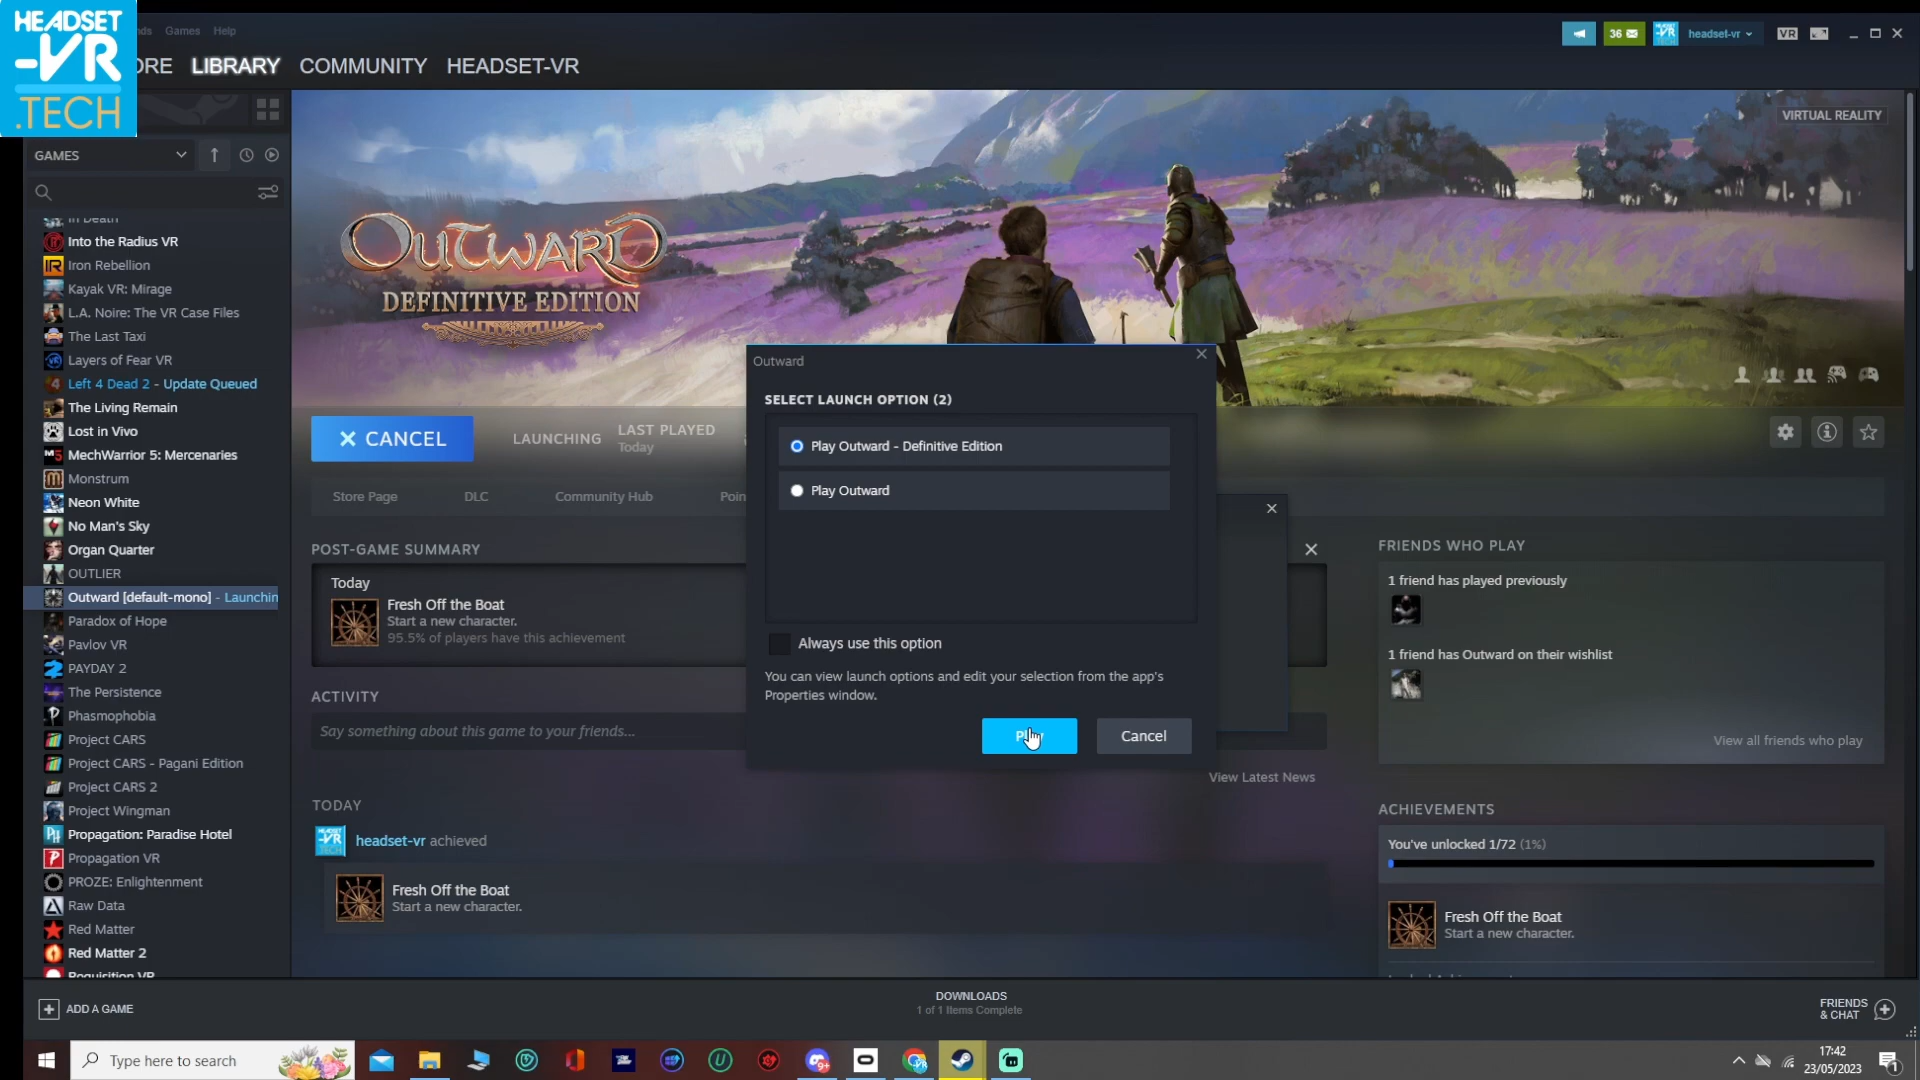 HEADSET
-VR
.TECH
Games
Help
36
headset-vr
VR
LIBRARY
COMMUNITY
HEADSET-VR
VIRTUAL REALITY
GAMES
In Death
Into the Radius VR
Iron Rebellion
Kayak VR: Mirage
L.A. Noire: The VR Case Files
The Last Taxi
Layers of Fear VR
Left 4 Dead 2 - Update Queued
The Living Remain
Lost in Vivo
MechWarrior 5: Mercenaries
Monstrum
Neon White
No Man's Sky
Organ Quarter
OUTLIER
Outward [default-mono] - Launchin
Paradox of Hope
Pavlov VR
PAYDAY 2
The Persistence
Phasmophobia
Project CARS
Project CARS - Pagani Edition
Project CARS 2
Project Wingman
Propagation: Paradise Hotel
Propagation VR
PROZE: Enlightenment
Raw Data
Red Matter
Red Matter 2
Requisition VR
OUTWARD
DEFINITIVE EDITION
CANCEL
LAUNCHING
LAST PLAYED
Today
Store Page
DLC
Community Hub
Poin
Outward
SELECT LAUNCH OPTION (2)
Play Outward - Definitive Edition
Play Outward
Always use this option
You can view launch options and edit your selection from the app's
Properties window.
Cancel
POST-GAME SUMMARY
Today
Fresh Off the Boat
Start a new character.
95.5% of players have this achievement
ACTIVITY
Say something about this game to your friends...
View Latest News
TODAY
headset-vr achieved
Fresh Off the Boat
Start a new character.
FRIENDS WHO PLAY
1 friend has played previously
1 friend has Outward on their wishlist
View all friends who play
ACHIEVEMENTS
You've unlocked 1/72 (1%)
Fresh Off the Boat
Start a new character.
ADD A GAME
DOWNLOADS
1 of 1 Items Complete
FRIENDS
& CHAT
Type here to search
9+
17:42
23/05/2023
1